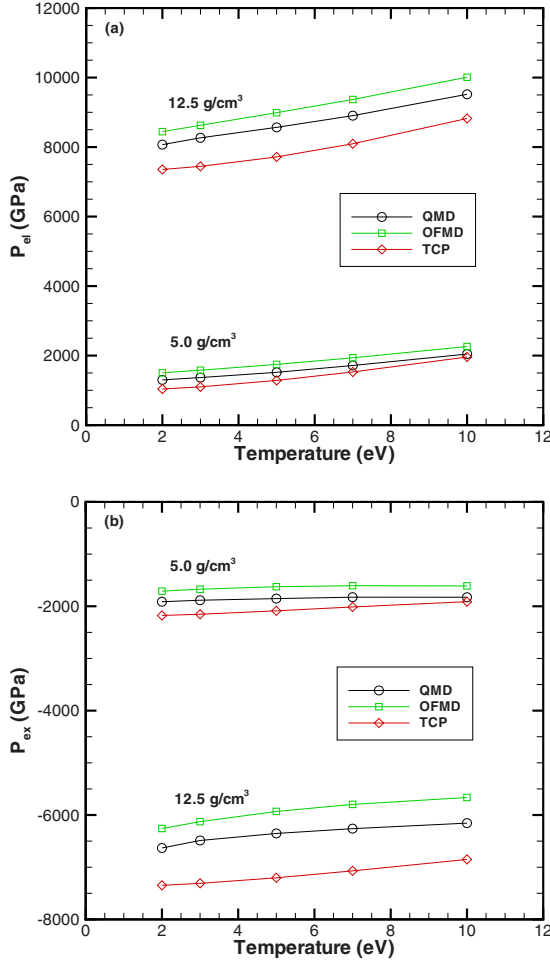 (a)
12000
10000
8000
6000
4000
2000
0
P_el (GPa)
12.5 g/cm³
QMD
OFMD
TCP
5.0 g/cm³
0 2 4 6 8 10 12
Temperature (eV)
(b)
0
-2000
-4000
-6000
-8000
P_ex (GPa)
5.0 g/cm³
QMD
OFMD
TCP
12.5 g/cm³
0 2 4 6 8 10 12
Temperature (eV)